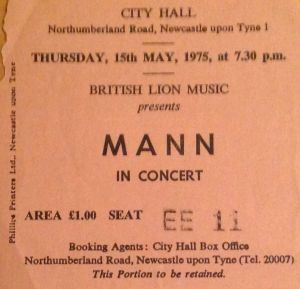 CITY HALL
Northumberland Road, Newcastle upon Tyne 1
THURSDAY, 15th MAY, 1975, at 7.30 p.m.
BRITISH LION MUSIC
presents
MANN
IN CONCERT
AREA £1.00 SEAT EE 11
Booking Agents: City Hall Box Office
Northumberland Road, Newcastle upon Tyne (Tel. 20007)
This Portion to be retained.
Phillips Printers Ltd., Newcastle upon Tyne